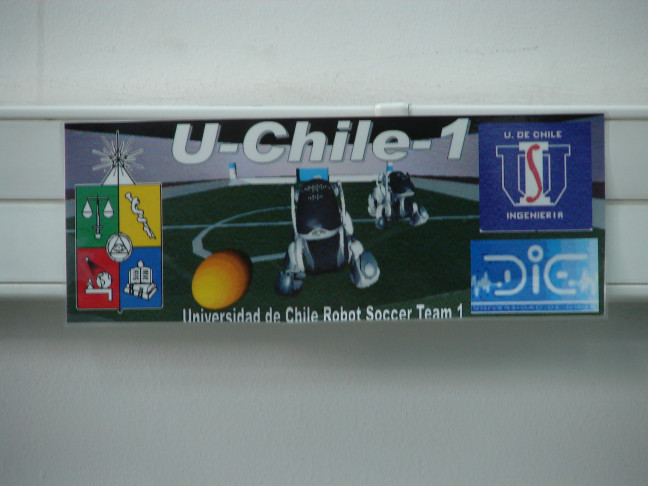 U-Chile-1
U. DE CHILE
INGENIERIA
DIE
Universidad de Chile Robot Soccer Team 1